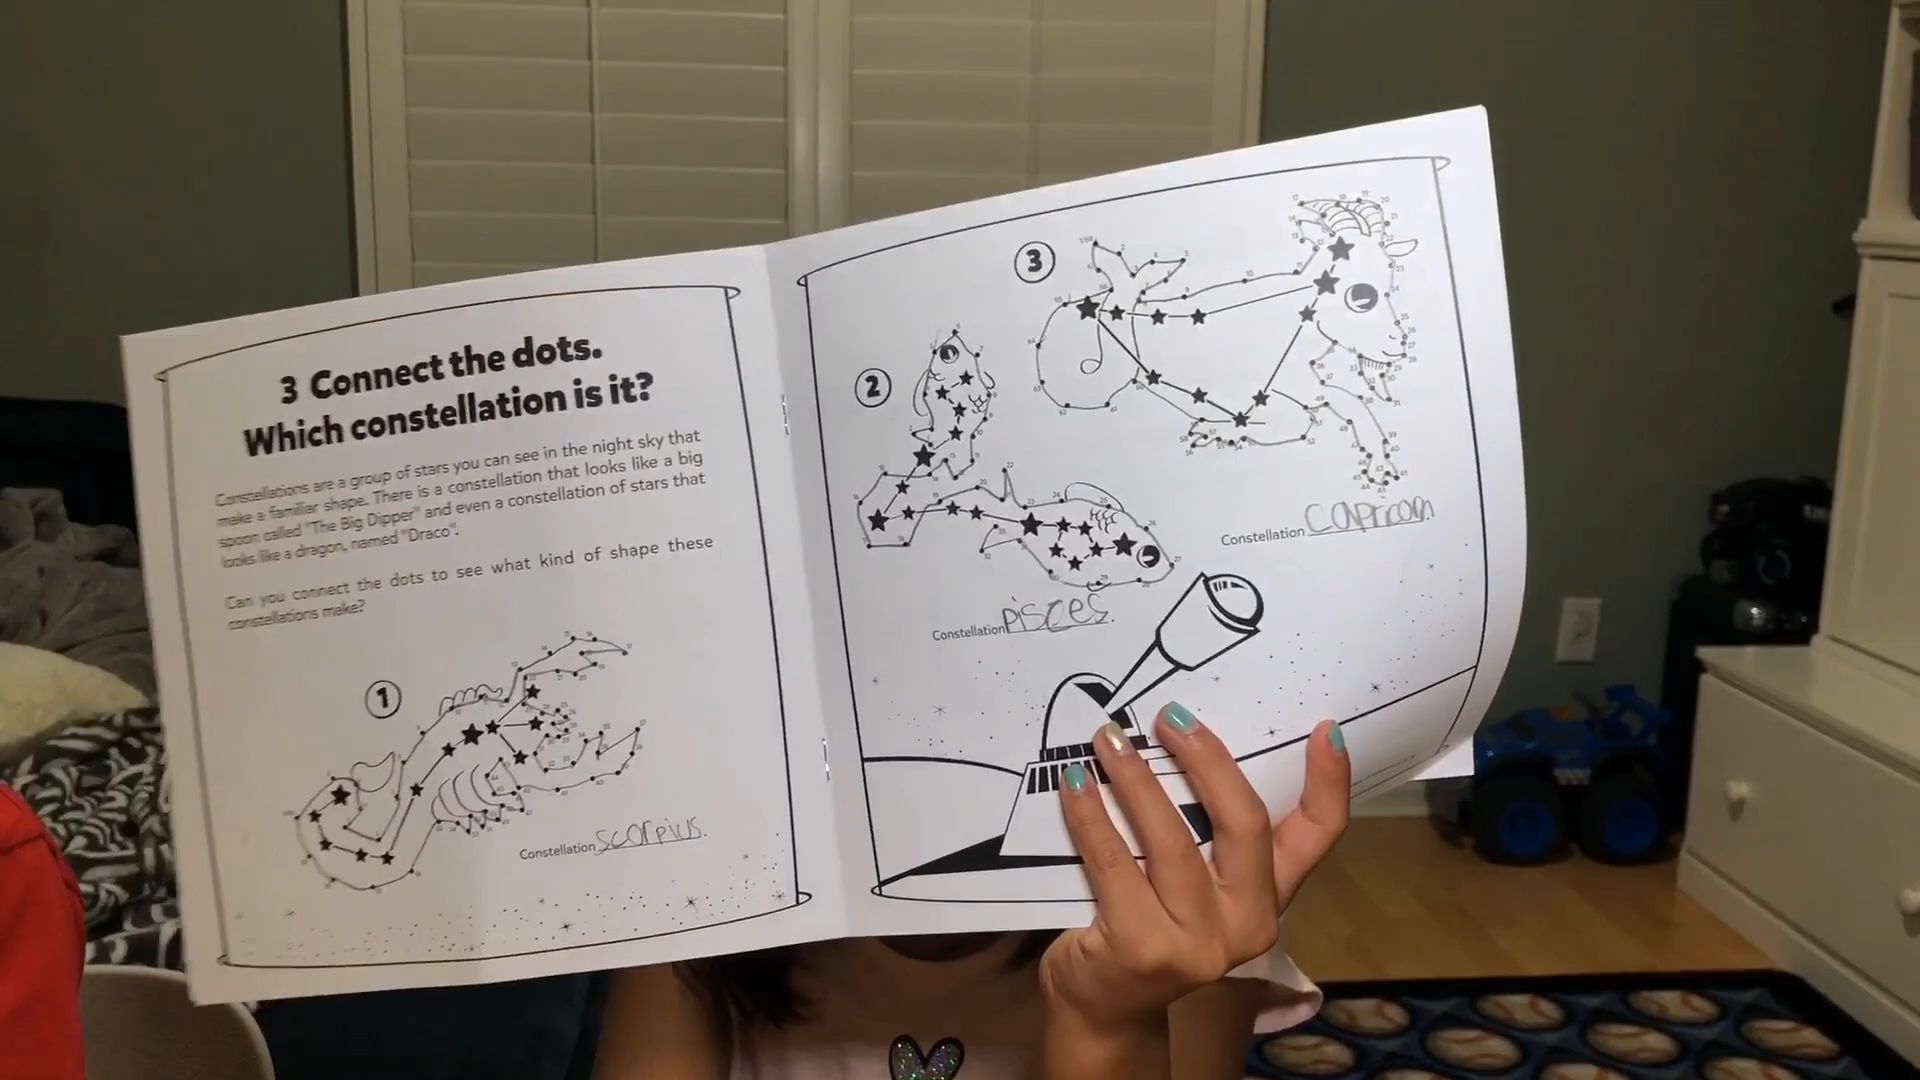 3 Connect the dots.
Which constellation is it?
Constellations are a group of stars you can see in the night sky that
make a familiar shape. There is a constellation that looks like a big
spoon called "The Big Dipper" and even a constellation of stars that
looks like a dragon, named "Draco".
Can you connect the dots to see what kind of shape these
constellations make?
1
Constellation scorpius.
2
Constellation pisces.
3
Constellation Capricorn.